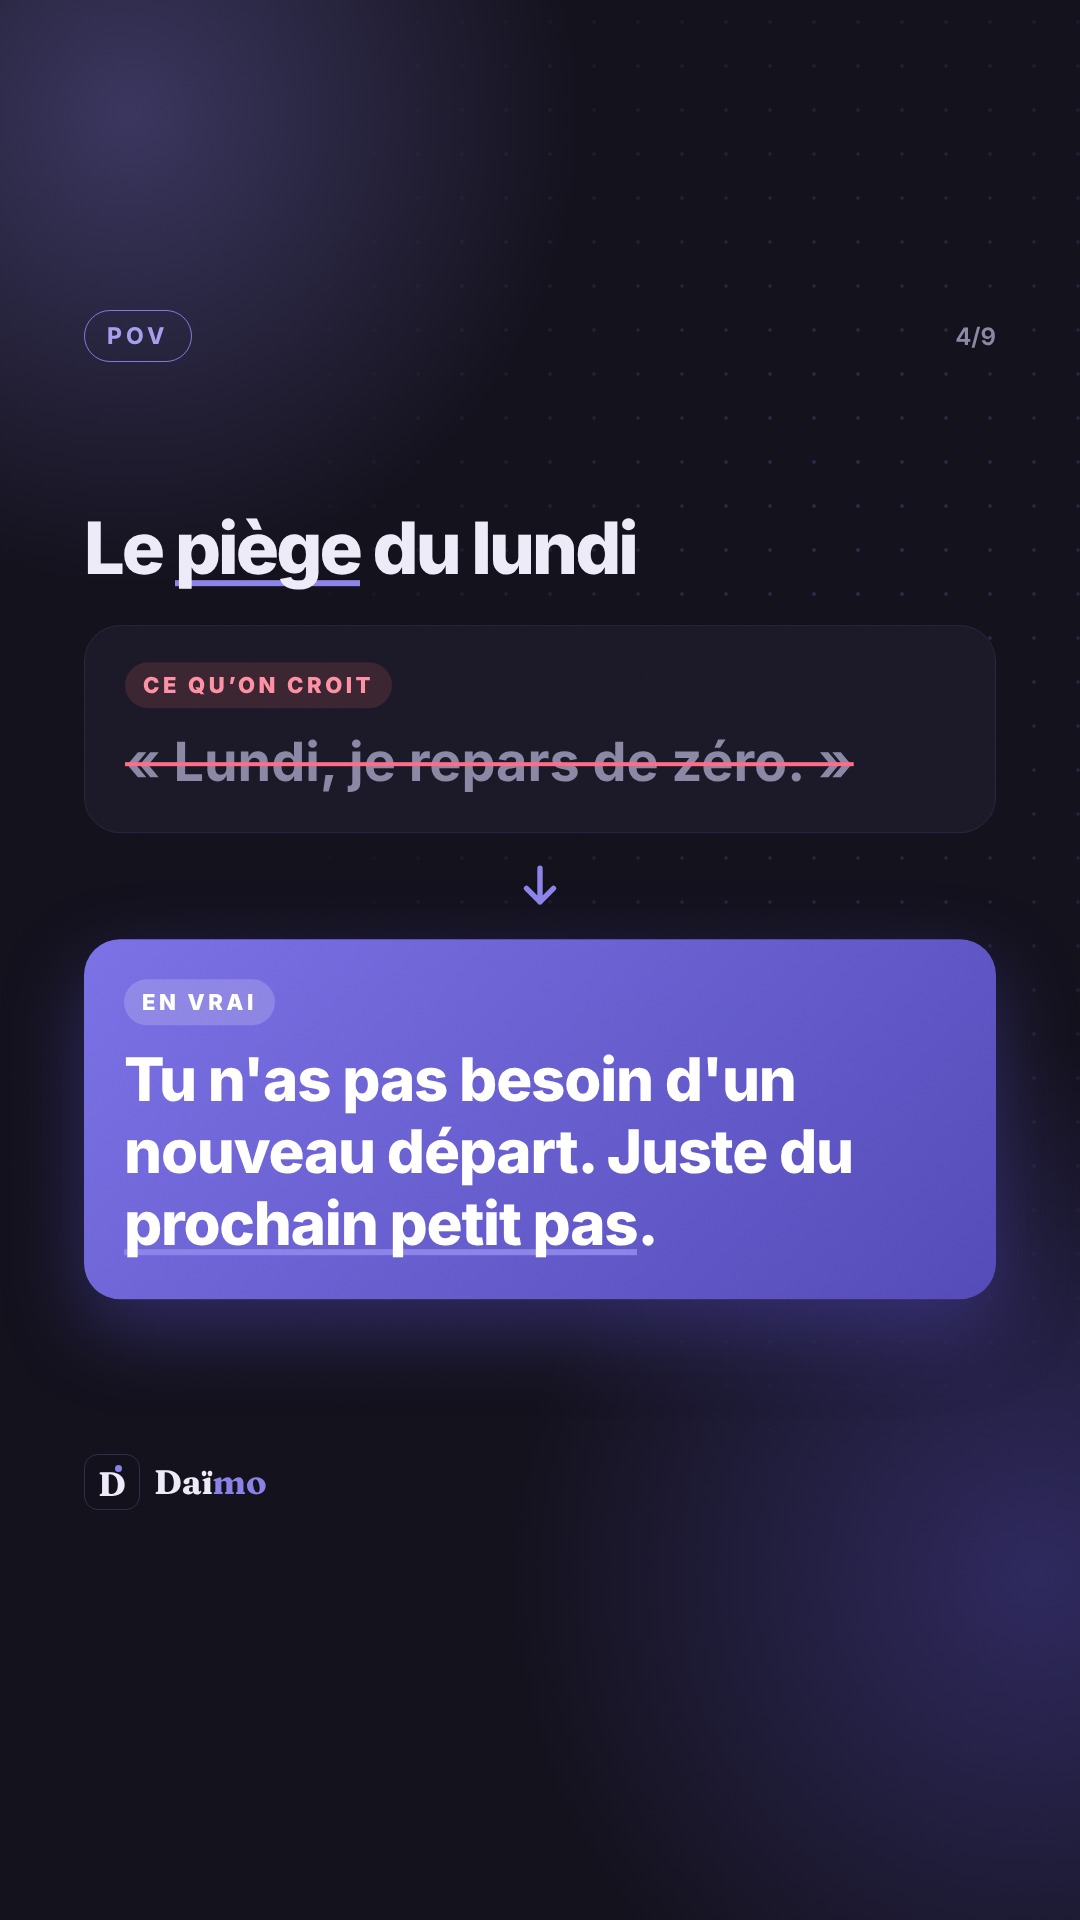 POV
4/9
Le piège du lundi
CE QU’ON CROIT
« Lundi, je repars de zéro. »
EN VRAI
Tu n'as pas besoin d'un
nouveau départ. Juste du
prochain petit pas.
D Daïmo